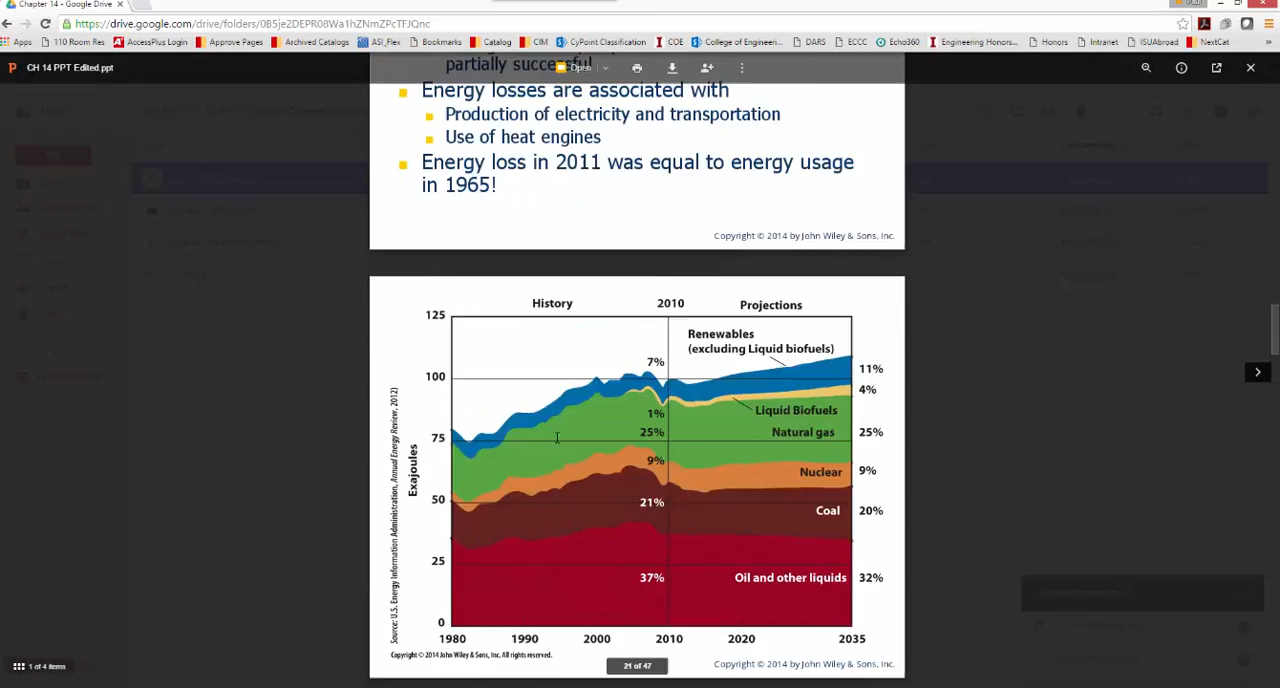 Chapter 14 - Google Drive
https://drive.google.com/drive/folders/0B5je2DEPR08Wa1hZNmZPcTFJQnc
Apps 110 Room Res AccessPlus Login Approve Pages Archived Catalogs ASI_Flex Bookmarks Catalog CIM CyPoint Classification COE College of Engineeri... DARS ECCC Echo360 Engineering Honors... Honors Intranet ISUAbroad NextCat
CH 14 PPT Edited.ppt
Open
partially successful
Energy losses are associated with
Production of electricity and transportation
Use of heat engines
Energy loss in 2011 was equal to energy usage
in 1965!
Copyright © 2014 by John Wiley & Sons, Inc.
History 2010 Projections
125
Renewables
(excluding Liquid biofuels)
7%
11%
100
4%
Liquid Biofuels
1%
75
25%
Natural gas
25%
9%
Nuclear
9%
50
21%
Coal
20%
25
37%
Oil and other liquids
32%
0
1980 1990 2000 2010 2020 2035
Exajoules
Source: U.S. Energy Information Administration, Annual Energy Review, 2012)
Copyright © 2014 John Wiley & Sons, Inc. All rights reserved.
21 of 47
Copyright © 2014 by John Wiley & Sons, Inc.
1 of 4 items